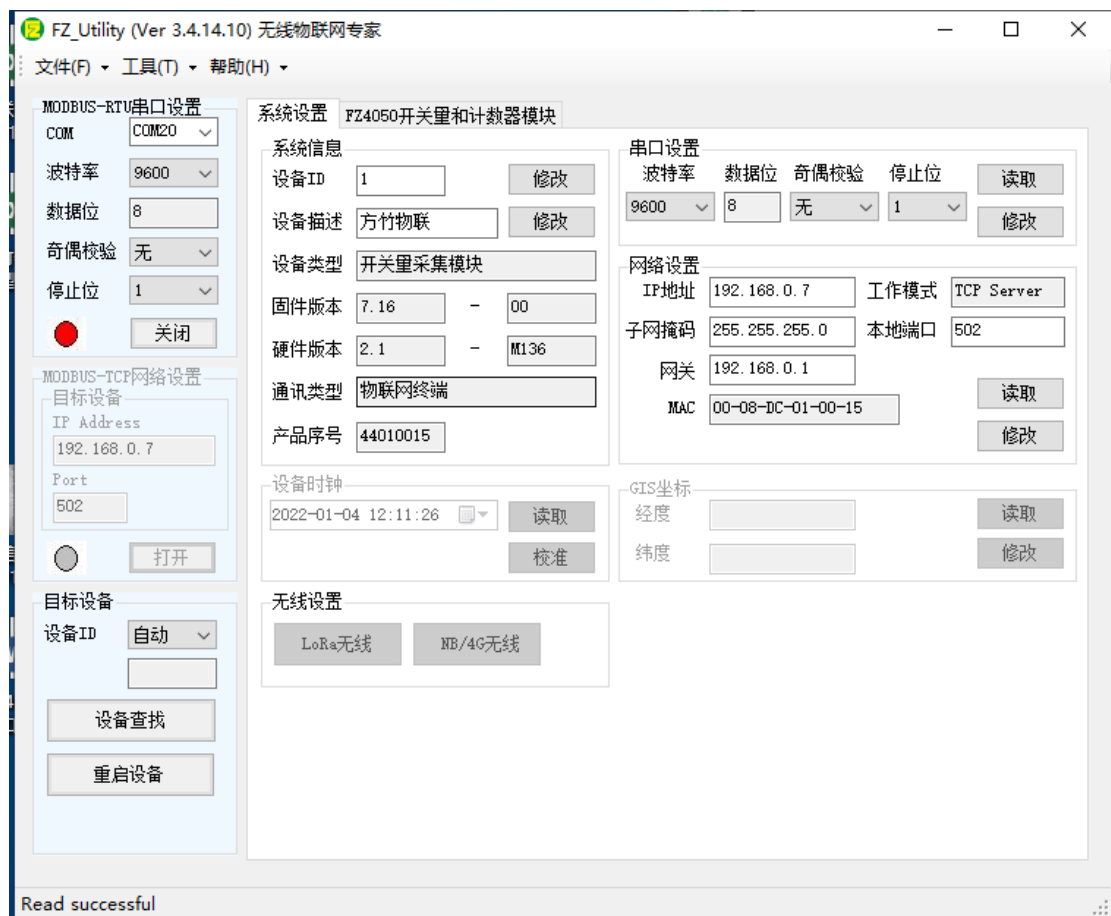 FZ_Utility (Ver 3.4.14.10) 无线物联网专家
文件(F) 工具(T) 帮助(H)
MODBUS-RTU串口设置
COM COM20
波特率 9600
数据位 8
奇偶校验 无
停止位 1
关闭
MODBUS-TCP网络设置
目标设备
IP Address
192.168.0.7
Port
502
打开
目标设备
设备ID 自动
设备查找
重启设备
系统设置 FZ4050开关量和计数器模块
系统信息
设备ID 1 修改
设备描述 方竹物联 修改
设备类型 开关量采集模块
固件版本 7.16 - 00
硬件版本 2.1 - M136
通讯类型 物联网终端
产品序号 44010015
设备时钟
2022-01-04 12:11:26 读取
校准
无线设置
LoRa无线 NB/4G无线
串口设置
波特率 数据位 奇偶校验 停止位 读取
9600 8 无 1 修改
网络设置
IP地址 192.168.0.7 工作模式 TCP Server
子网掩码 255.255.255.0 本地端口 502
网关 192.168.0.1 读取
MAC 00-08-DC-01-00-15
修改
GIS坐标
经度 读取
纬度 修改
Read successful